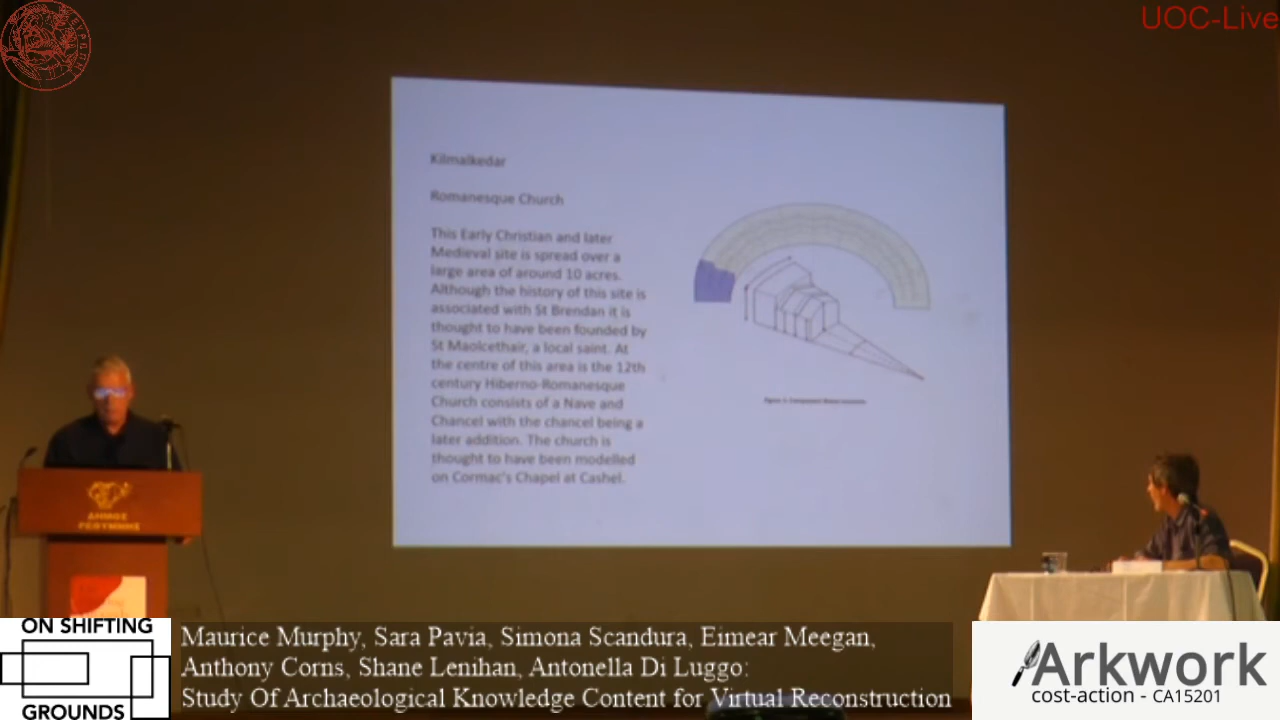 UOC-Live
Kilmalkedar
Romanesque Church
This Early Christian and later
Medieval site is spread over a
large area of around 10 acres.
Although the history of this site is
associated with St Brendan it is
thought to have been founded by
St Maolcethair, a local saint. At
the centre of this area is the 12th
century Hiberno-Romanesque
Church consists of a Nave and
Chancel with the chancel being a
later addition. The church is
thought to have been modelled
on Cormac's Chapel at Cashel.
ΔΗΜΟΣ
ΡΕΘΥΜΝΗΣ
ON SHIFTING
GROUNDS
Maurice Murphy, Sara Pavia, Simona Scandura, Eimear Meegan,
Anthony Corns, Shane Lenihan, Antonella Di Luggo:
Study Of Archaeological Knowledge Content for Virtual Reconstruction
Arkwork
cost-action - CA15201